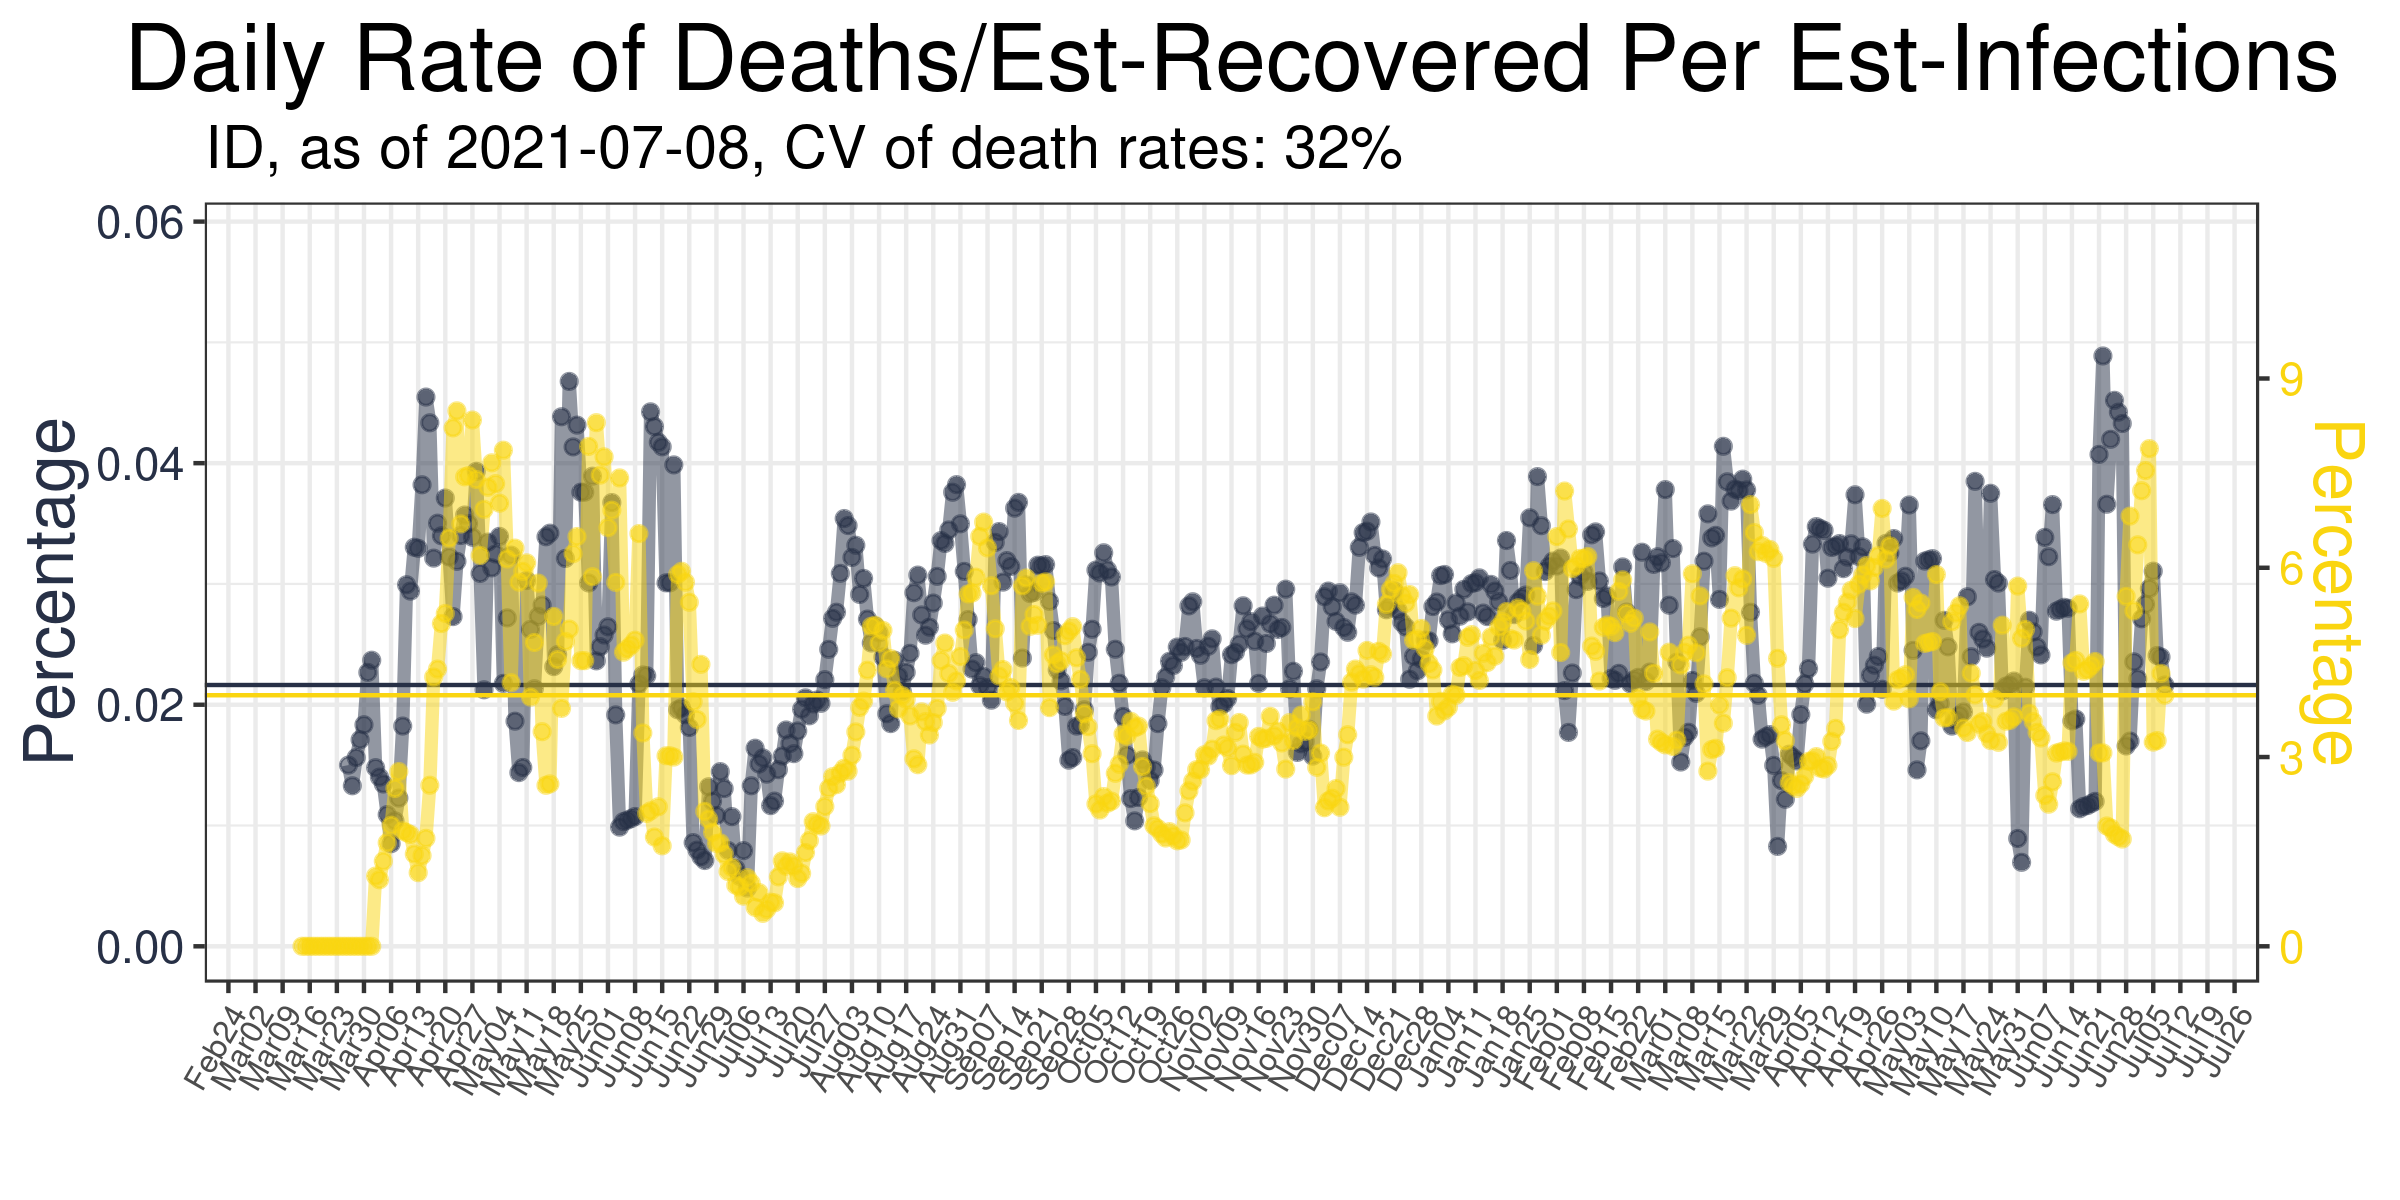 Daily Rate of Deaths/Est-Recovered Per Est-Infections
ID, as of 2021-07-08, CV of death rates: 32%
Percentage
0.06
0.04
0.02
0.00
9
6
3
0
Percentage
Feb24
Mar02
Mar09
Mar16
Mar23
Mar30
Apr06
Apr13
Apr20
Apr27
May04
May11
May18
May25
Jun01
Jun08
Jun15
Jun22
Jun29
Jul06
Jul13
Jul20
Jul27
Aug03
Aug10
Aug17
Aug24
Aug31
Sep07
Sep14
Sep21
Sep28
Oct05
Oct12
Oct19
Oct26
Nov02
Nov09
Nov16
Nov23
Nov30
Dec07
Dec14
Dec21
Dec28
Jan04
Jan11
Jan18
Jan25
Feb01
Feb08
Feb15
Feb22
Mar01
Mar08
Mar15
Mar22
Mar29
Apr05
Apr12
Apr19
Apr26
May03
May10
May17
May24
May31
Jun07
Jun14
Jun21
Jun28
Jul05
Jul12
Jul19
Jul26